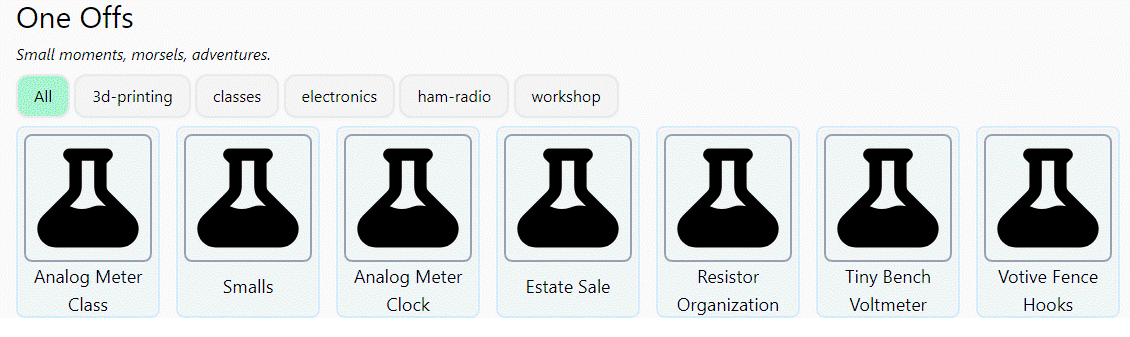 One Offs
Small moments, morsels, adventures.
All 3d-printing classes electronics ham-radio workshop
Analog Meter
Class
Smalls
Analog Meter
Clock
Estate Sale
Resistor
Organization
Tiny Bench
Voltmeter
Votive Fence
Hooks